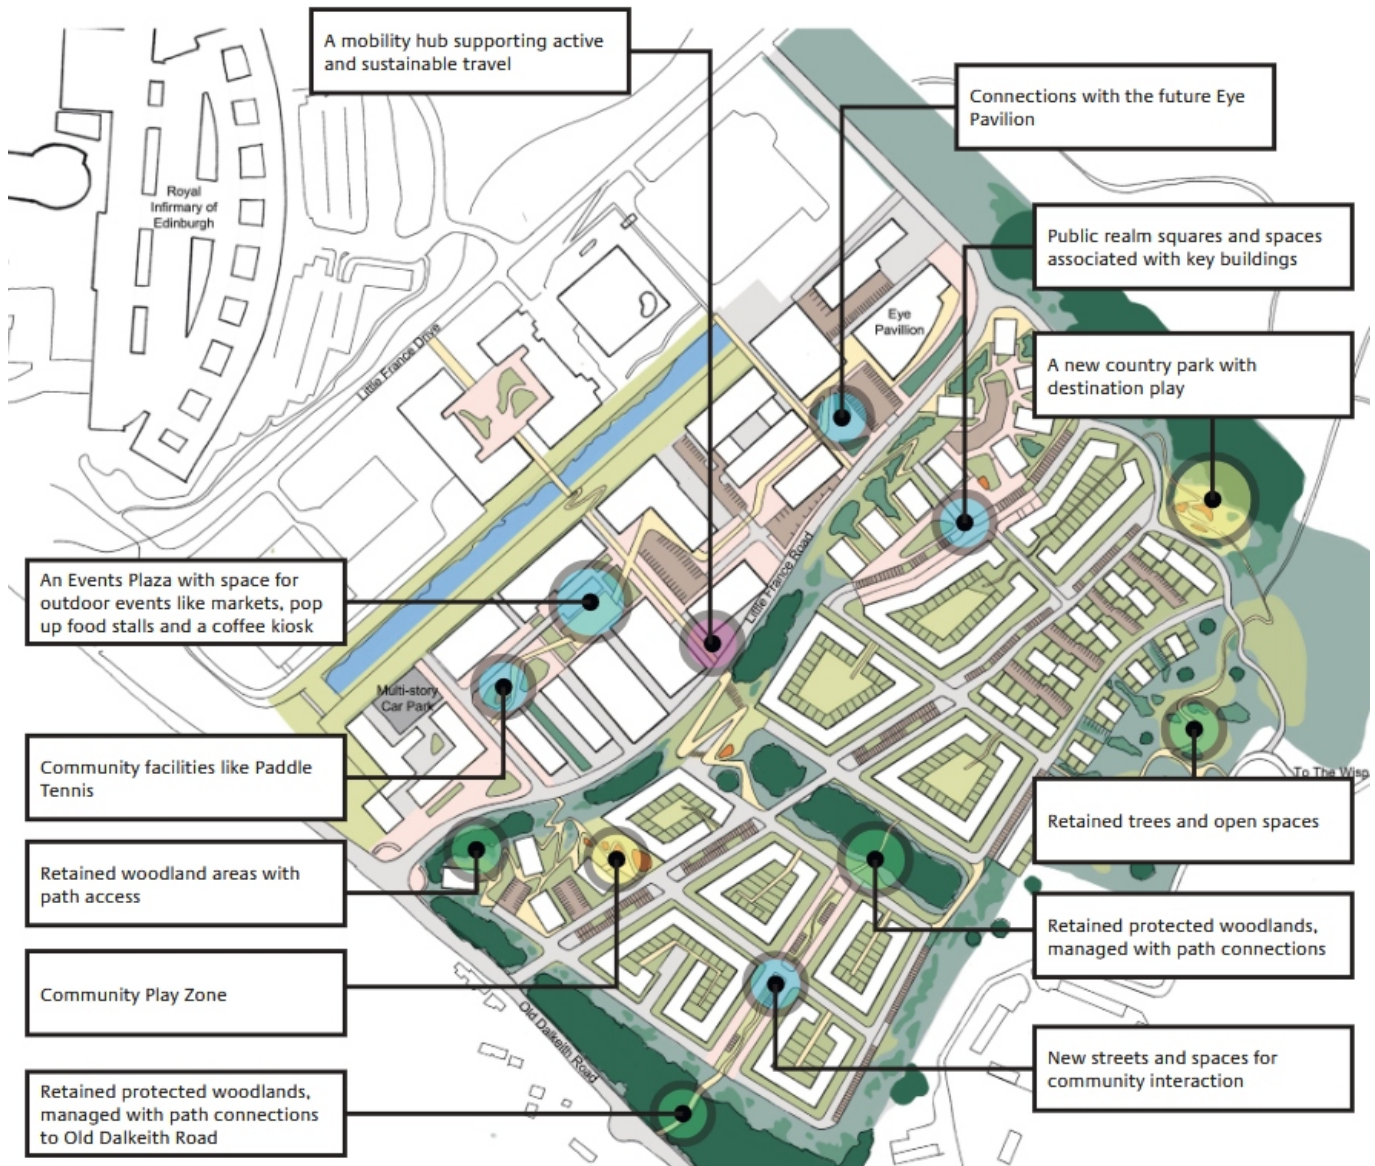 A mobility hub supporting active
and sustainable travel
Connections with the future Eye
Pavilion
Royal
Infirmary of
Edinburgh
Public realm squares and spaces
associated with key buildings
Eye
Pavillion
Little France Drive
A new country park with
destination play
Little France Road
An Events Plaza with space for
outdoor events like markets, pop
up food stalls and a coffee kiosk
Multi-story
Car Park
Community facilities like Paddle
Tennis
To The Wisp
Retained trees and open spaces
Retained woodland areas with
path access
Retained protected woodlands,
managed with path connections
Community Play Zone
Old Dalkeith Road
New streets and spaces for
community interaction
Retained protected woodlands,
managed with path connections
to Old Dalkeith Road